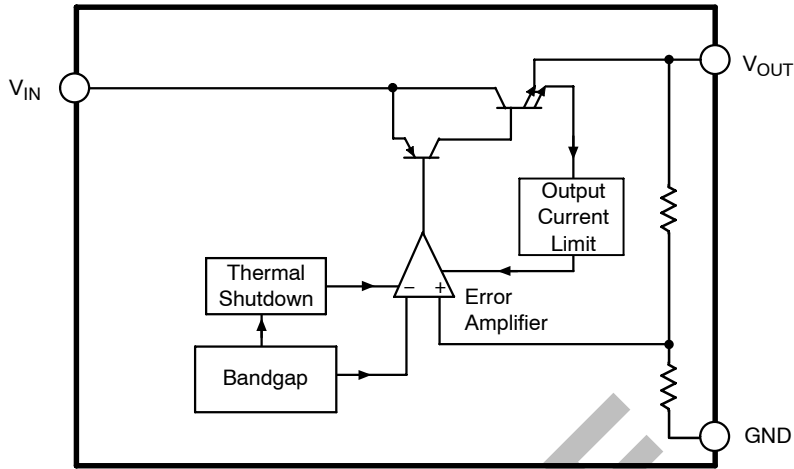 V_IN
V_OUT
Output
Current
Limit
Thermal
Shutdown
−
+
Error
Amplifier
Bandgap
GND